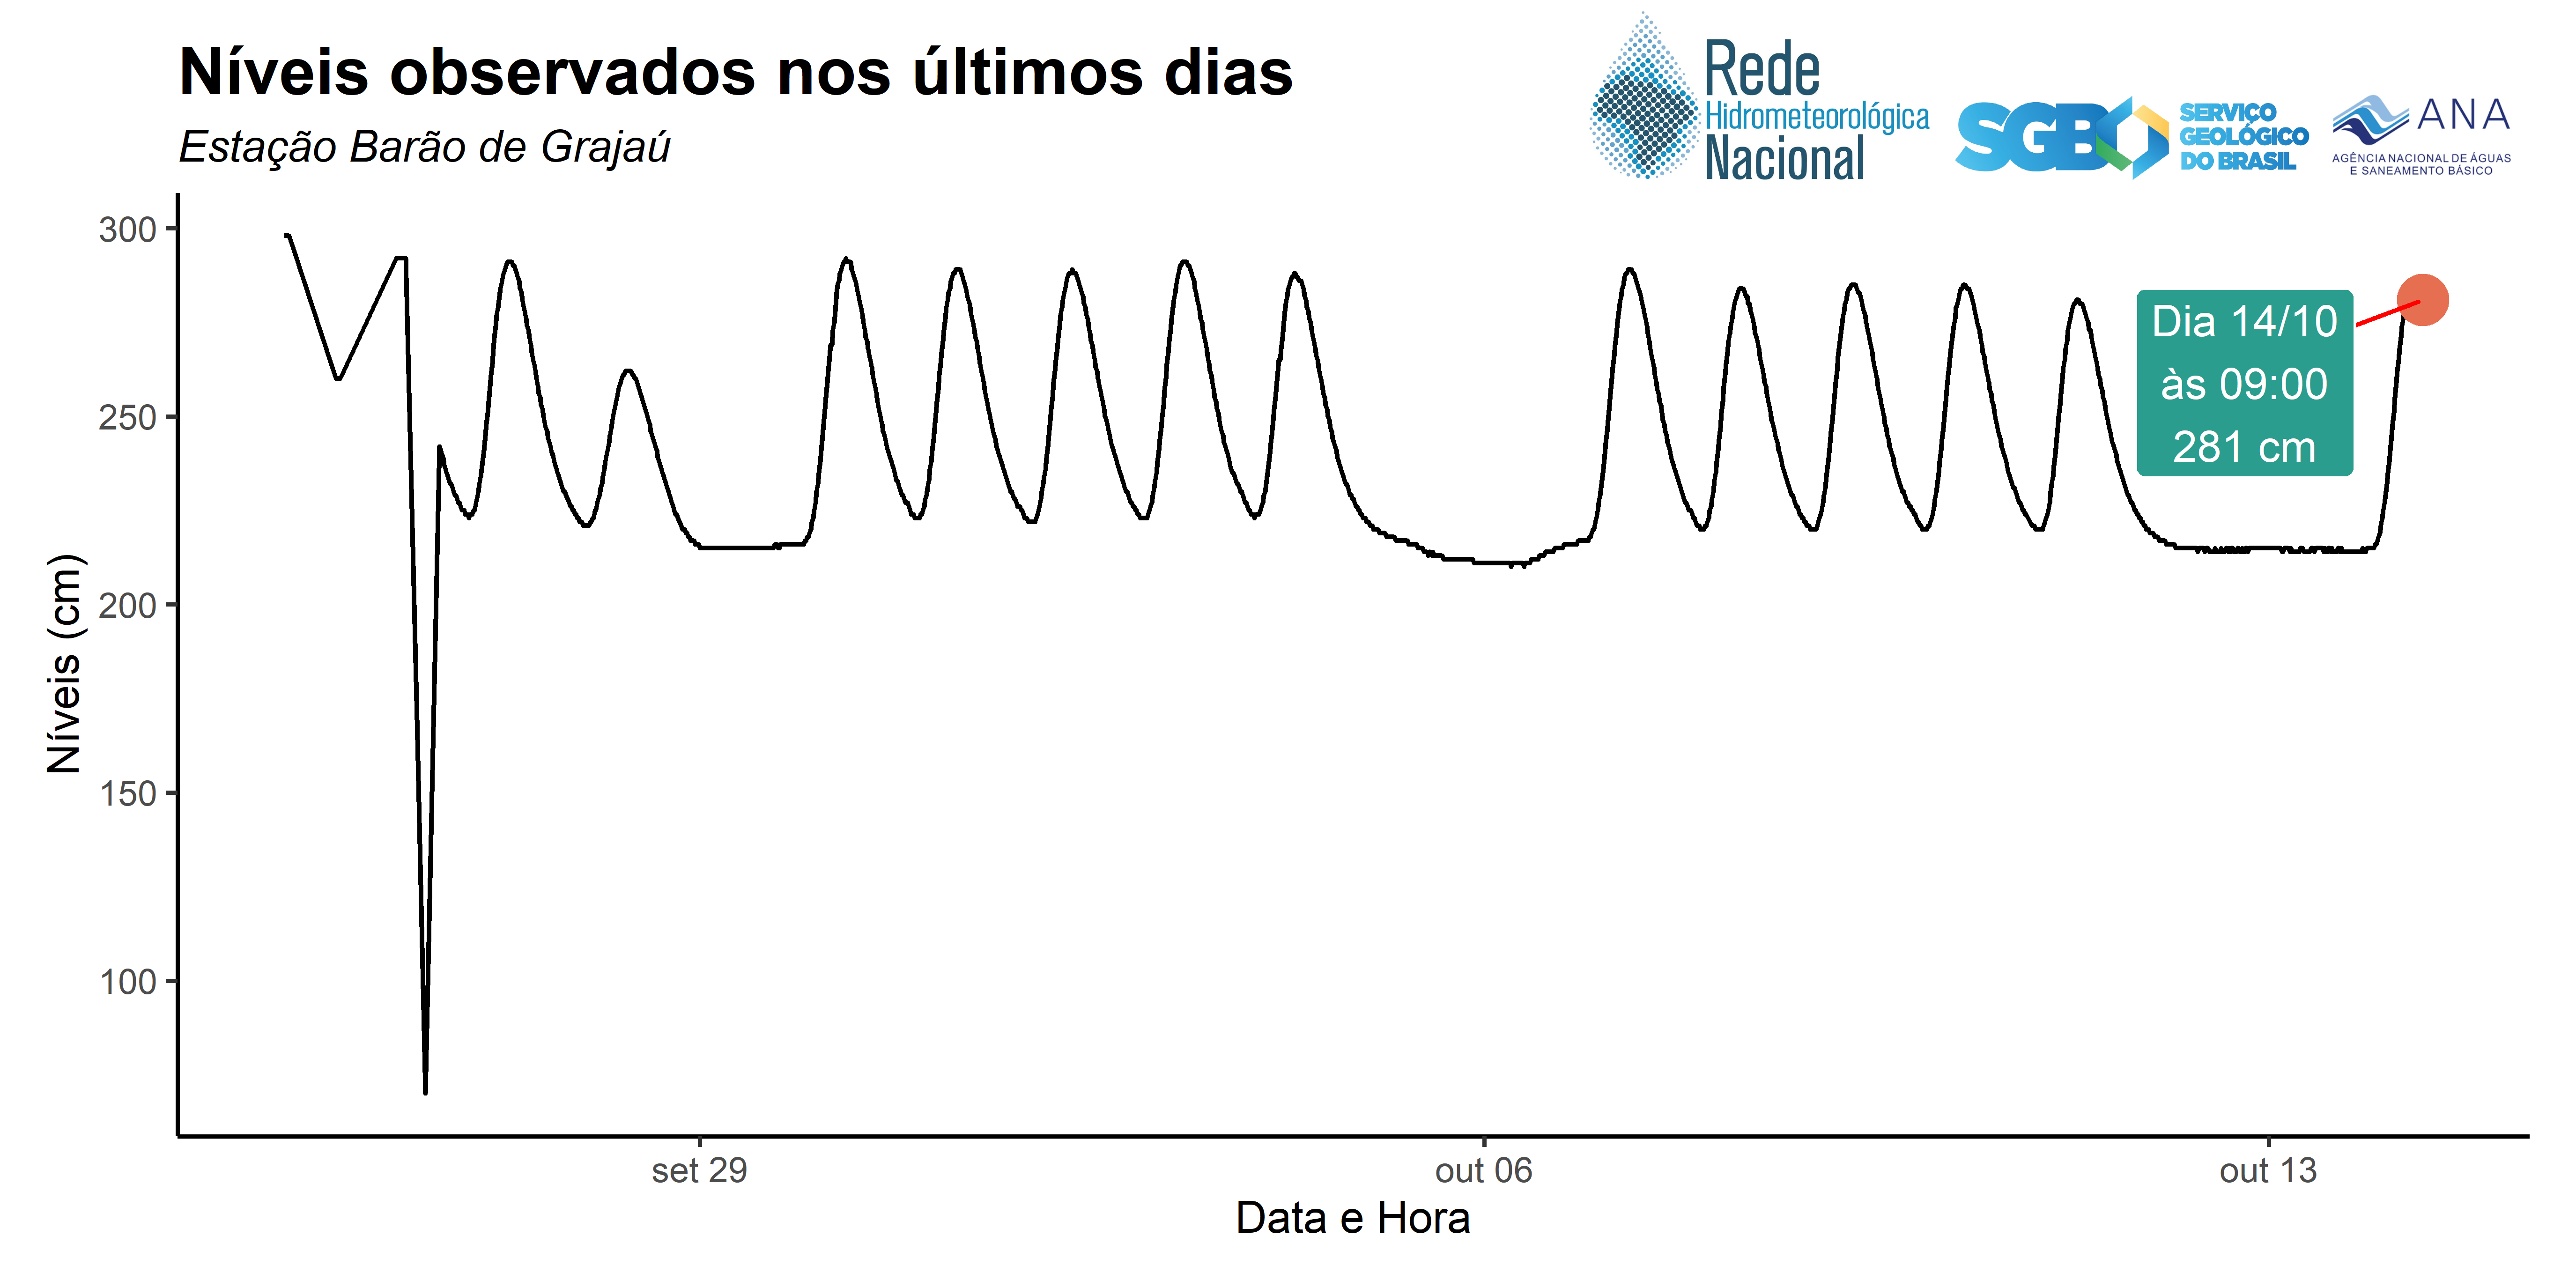 Níveis observados nos últimos dias
Estação Barão de Grajaú
Rede
Hidrometeorológica
Nacional
SGB
SERVIÇO
GEOLÓGICO
DO BRASIL
ANA
AGÊNCIA NACIONAL DE ÁGUAS
E SANEAMENTO BÁSICO
Níveis (cm)
300
250
200
150
100
Dia 14/10
às 09:00
281 cm
set 29
out 06
out 13
Data e Hora